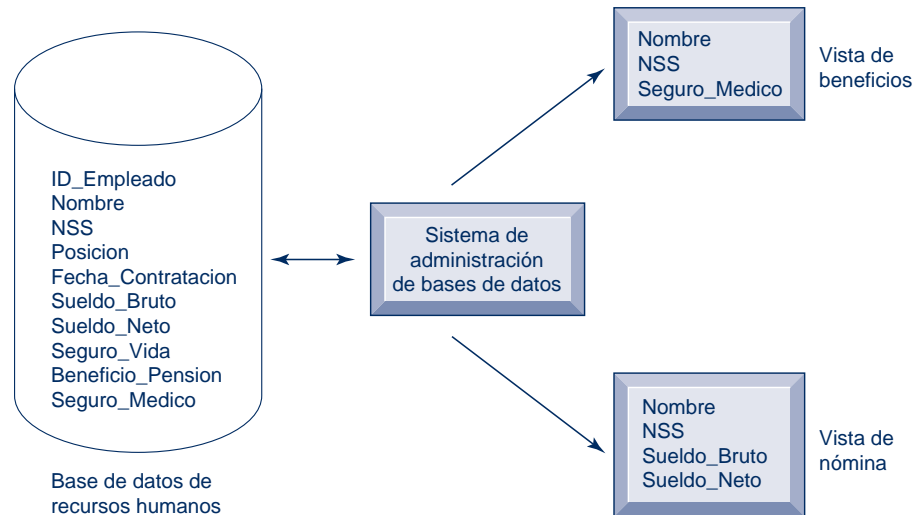 ID_Empleado
Nombre
NSS
Posicion
Fecha_Contratacion
Sueldo_Bruto
Sueldo_Neto
Seguro_Vida
Beneficio_Pension
Seguro_Medico
Base de datos de
recursos humanos
Sistema de
administración
de bases de datos
Nombre
NSS
Seguro_Medico
Vista de
beneficios
Nombre
NSS
Sueldo_Bruto
Sueldo_Neto
Vista de
nómina